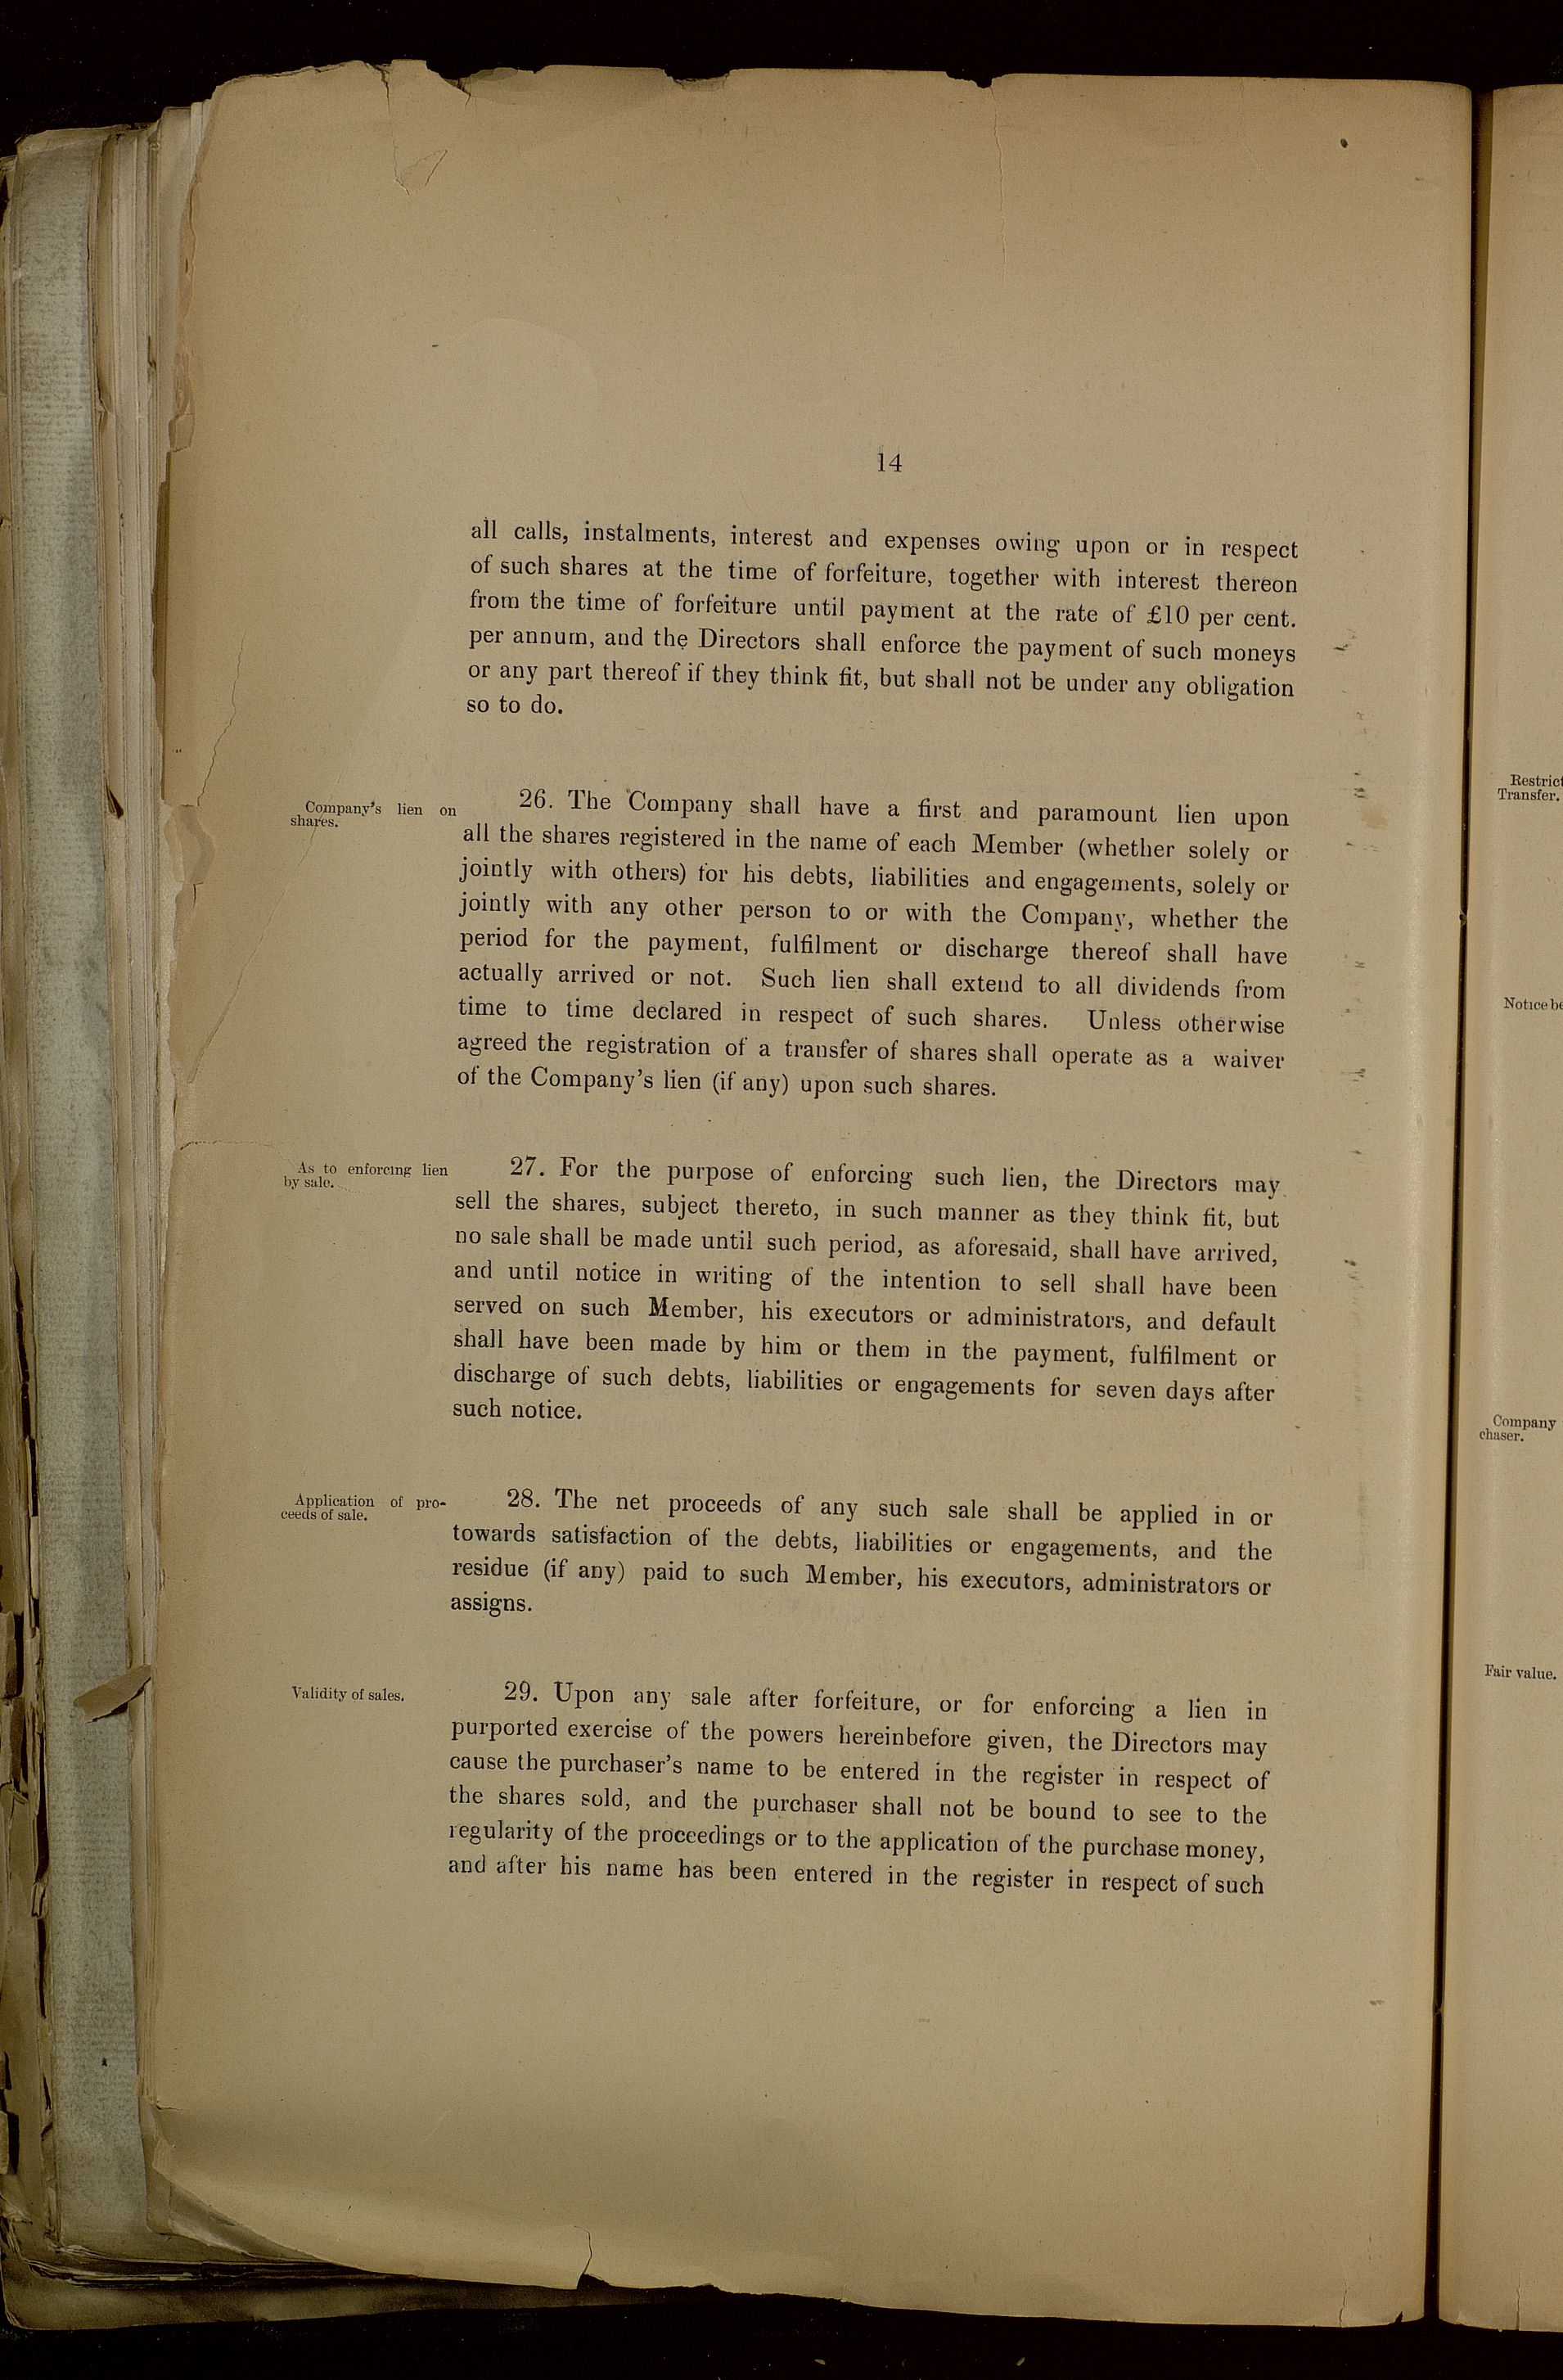 14
all calls, instalments, interest and expenses owing upon or in respect
of such shares at the time of forfeiture, together with interest thereon
from the time of forfeiture until payment at the rate of £10 per cent.
per annum, and the Directors shall enforce the payment of such moneys
or any part thereof if they think fit, but shall not be under any obligation
so to do.
Company's lien on
shares.
26. The Company shall have a first and paramount lien upon
all the shares registered in the name of each Member (whether solely or
jointly with others) for his debts, liabilities and engagements, solely or
jointly with any other person to or with the Company, whether the
period for the payment, fulfilment or discharge thereof shall have
actually arrived or not. Such lien shall extend to all dividends from
time to time declared in respect of such shares. Unless otherwise
agreed the registration of a transfer of shares shall operate as a waiver
of the Company's lien (if any) upon such shares.
As to enforcing lien
by sale.
27. For the purpose of enforcing such lien, the Directors may
sell the shares, subject thereto, in such manner as they think fit, but
no sale shall be made until such period, as aforesaid, shall have arrived,
and until notice in writing of the intention to sell shall have been
served on such Member, his executors or administrators, and default
shall have been made by him or them in the payment, fulfilment or
discharge of such debts, liabilities or engagements for seven days after
such notice.
Application of pro-
ceeds of sale.
28. The net proceeds of any such sale shall be applied in or
towards satisfaction of the debts, liabilities or engagements, and the
residue (if any) paid to such Member, his executors, administrators or
assigns.
Validity of sales.
29. Upon any sale after forfeiture, or for enforcing a lien in
purported exercise of the powers hereinbefore given, the Directors may
cause the purchaser's name to be entered in the register in respect of
the shares sold, and the purchaser shall not be bound to see to the
regularity of the proceedings or to the application of the purchase money,
and after his name has been entered in the register in respect of such
Restrict
Transfer.
Notice be
Company
chaser.
Fair value.